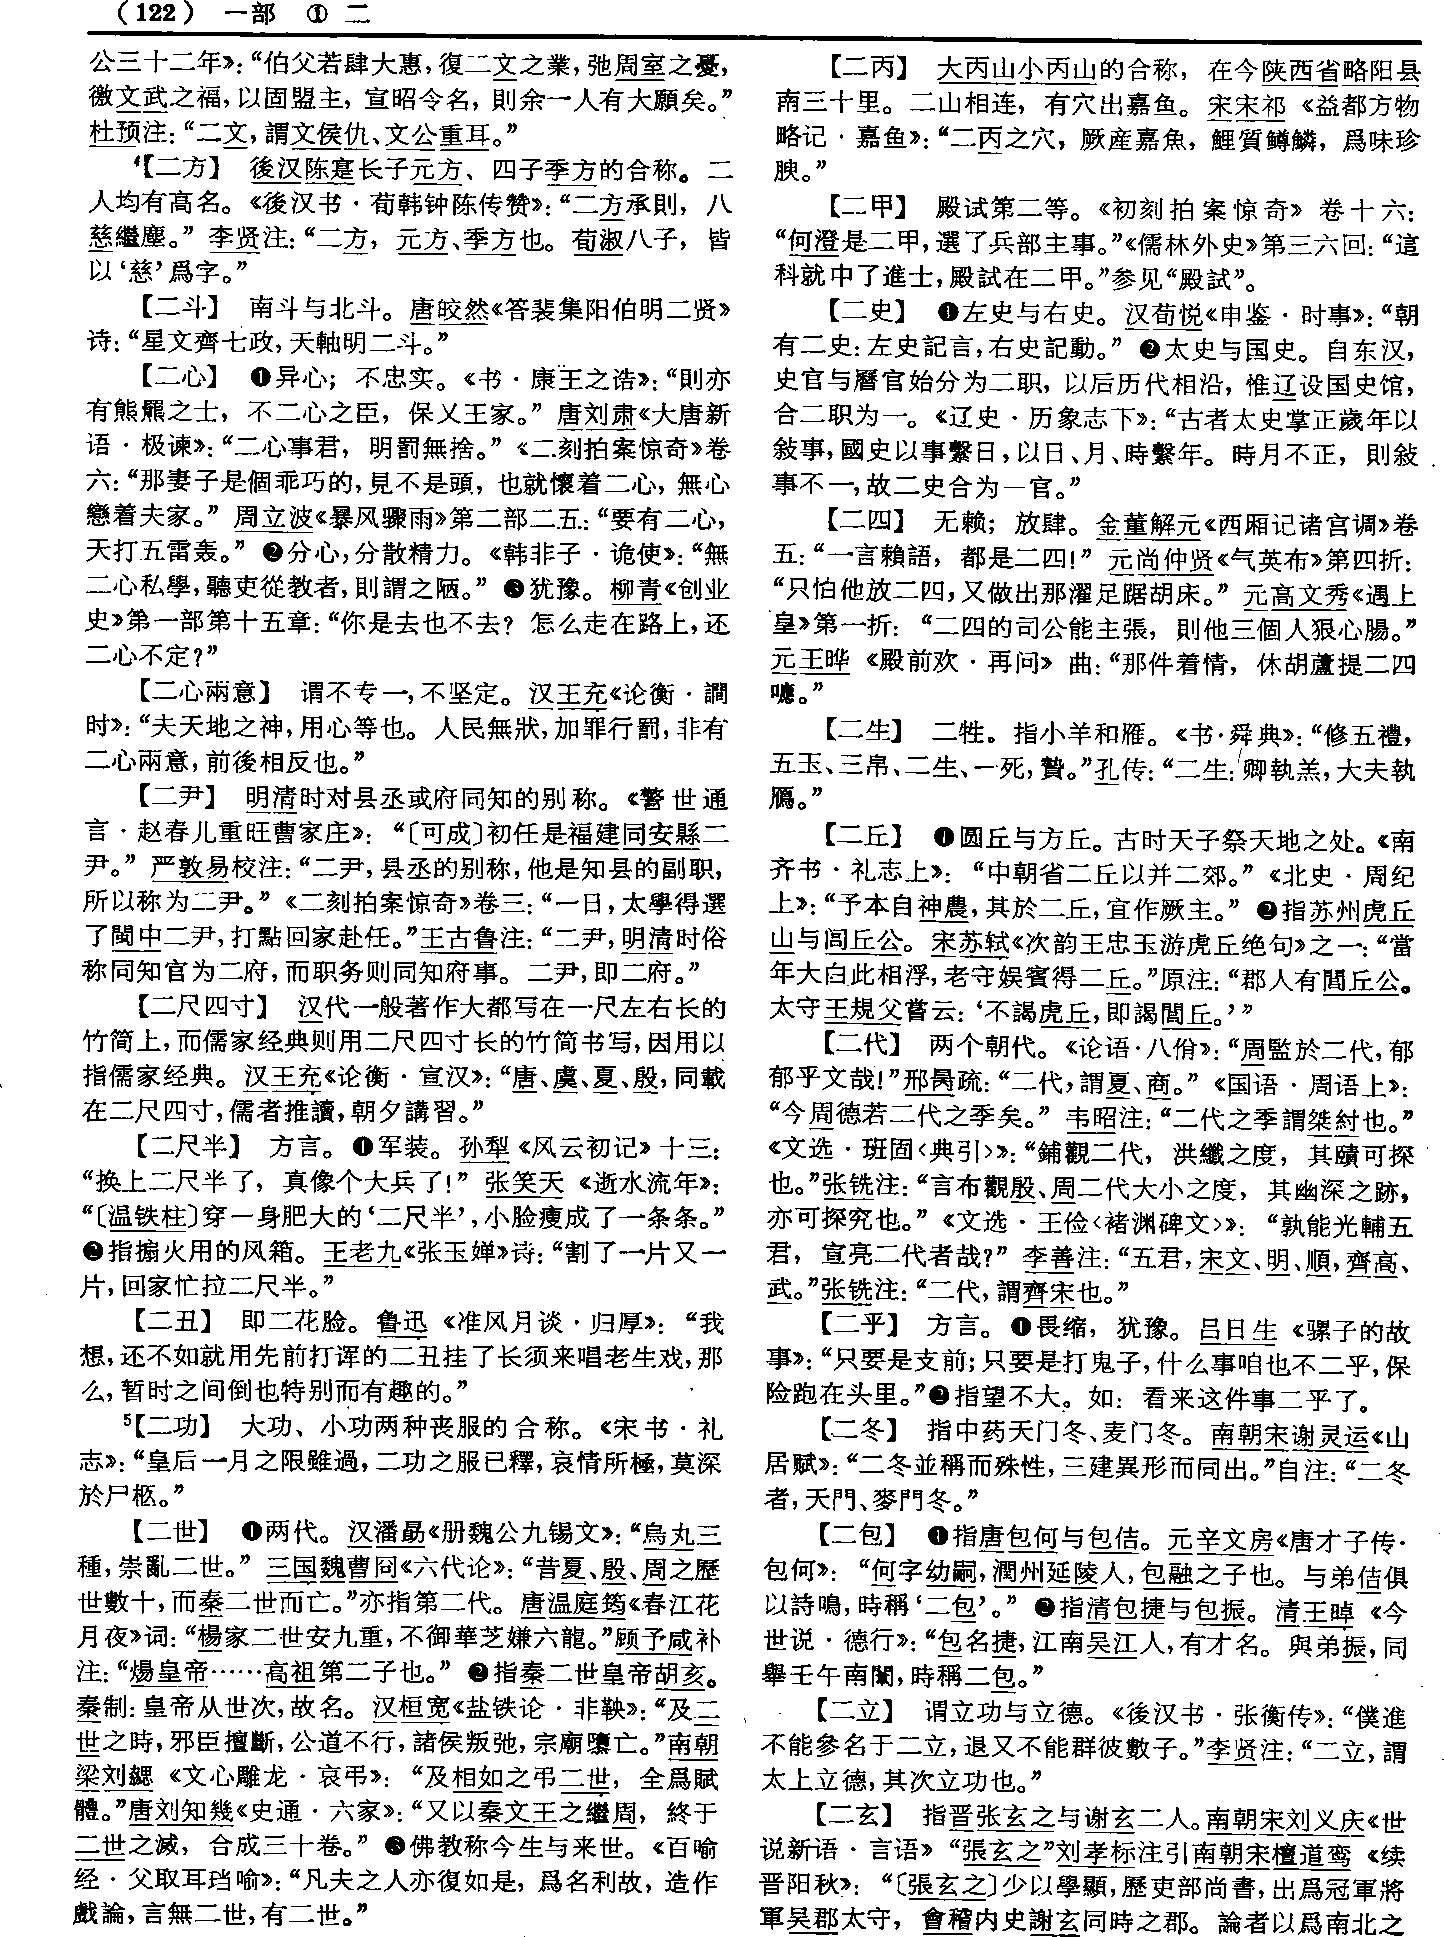 （122） 一部 ① 二
公三十二年》：“伯父若肆大惠，復二文之業，弛周室之憂，
徼文武之福，以固盟主，宣昭令名，則余一人有大願矣。”
杜预注：“二文，謂文侯仇、文公重耳。”
⁴【二方】 後汉陈寔长子元方、四子季方的合称。二
人均有高名。《後汉书·荀韩钟陈传赞》：“二方承則，八
慈繼塵。”李贤注：“二方，元方、季方也。荀淑八子，皆
以‘慈’爲字。”
【二斗】 南斗与北斗。唐皎然《答裴集阳伯明二贤》
诗：“星文齊七政，天軸明二斗。”
【二心】 ❶异心；不忠实。《书·康王之诰》：“則亦
有熊羆之士，不二心之臣，保乂王家。”唐刘肃《大唐新
语·极谏》：“二心事君，明罰無捨。”《二刻拍案惊奇》卷
六：“那妻子是個乖巧的，見不是頭，也就懷着二心，無心
戀着夫家。”周立波《暴风骤雨》第二部二五：“要有二心，
天打五雷轰。”❷分心，分散精力。《韩非子·诡使》：“無
二心私學，聽吏從教者，則謂之陋。”❸犹豫。柳青《创业
史》第一部第十五章：“你是去也不去？怎么走在路上，还
二心不定？”
【二心兩意】 谓不专一，不坚定。汉王充《论衡·譋
时》：“夫天地之神，用心等也。人民無狀，加罪行罰，非有
二心兩意，前後相反也。”
【二尹】 明清时对县丞或府同知的别称。《警世通
言·赵春儿重旺曹家庄》：“〔可成〕初任是福建同安縣二
尹。”严敦易校注：“二尹，县丞的别称，他是知县的副职，
所以称为二尹。”《二刻拍案惊奇》卷三：“一日，太學得選
了閩中二尹，打點回家赴任。”王古鲁注：“二尹，明清时俗
称同知官为二府，而职务则同知府事。二尹，即二府。”
【二尺四寸】 汉代一般著作大都写在一尺左右长的
竹简上，而儒家经典则用二尺四寸长的竹简书写，因用以
指儒家经典。汉王充《论衡·宣汉》：“唐、虞、夏、殷，同載
在二尺四寸，儒者推讀，朝夕講習。”
【二尺半】 方言。❶军装。孙犁《风云初记》十三：
“换上二尺半了，真像个大兵了！”张笑天《逝水流年》：
“〔温铁柱〕穿一身肥大的‘二尺半’，小脸瘦成了一条条。”
❷指搧火用的风箱。王老九《张玉婵》诗：“割了一片又一
片，回家忙拉二尺半。”
【二丑】 即二花脸。鲁迅《准风月谈·归厚》：“我
想，还不如就用先前打诨的二丑挂了长须来唱老生戏，那
么，暂时之间倒也特别而有趣的。”
⁵【二功】 大功、小功两种丧服的合称。《宋书·礼
志》：“皇后一月之限雖過，二功之服已釋，哀情所極，莫深
於尸柩。”
【二世】 ❶两代。汉潘勗《册魏公九锡文》：“烏丸三
種，崇亂二世。”三国魏曹冏《六代论》：“昔夏、殷、周之歷
世數十，而秦二世而亡。”亦指第二代。唐温庭筠《春江花
月夜》词：“楊家二世安九重，不御華芝嫌六龍。”顾予咸补
注：“煬皇帝……高祖第二子也。”❷指秦二世皇帝胡亥。
秦制：皇帝从世次，故名。汉桓宽《盐铁论·非鞅》：“及二
世之時，邪臣擅斷，公道不行，諸侯叛弛，宗廟隳亡。”南朝
梁刘勰《文心雕龙·哀弔》：“及相如之弔二世，全爲賦
體。”唐刘知幾《史通·六家》：“又以秦文王之繼周，終于
二世之滅，合成三十卷。”❸佛教称今生与来世。《百喻
经·父取耳珰喻》：“凡夫之人亦復如是，爲名利故，造作
戲論，言無二世，有二世。”
【二丙】 大丙山小丙山的合称，在今陕西省略阳县
南三十里。二山相连，有穴出嘉鱼。宋宋祁《益都方物
略记·嘉鱼》：“二丙之穴，厥産嘉魚，鯉質鱒鱗，爲味珍
腴。”
【二甲】 殿试第二等。《初刻拍案惊奇》卷十六：
“何澄是二甲，選了兵部主事。”《儒林外史》第三六回：“這
科就中了進士，殿試在二甲。”参见“殿試”。
【二史】 ❶左史与右史。汉荀悦《申鉴·时事》：“朝
有二史：左史記言，右史記動。”❷太史与国史。自东汉，
史官与曆官始分为二职，以后历代相沿，惟辽设国史馆，
合二职为一。《辽史·历象志下》：“古者太史掌正歲年以
敍事，國史以事繫日，以日、月、時繫年。時月不正，則敍
事不一，故二史合为一官。”
【二四】 无赖；放肆。金董解元《西厢记诸宫调》卷
五：“一言賴語，都是二四！”元尚仲贤《气英布》第四折：
“只怕他放二四，又做出那濯足踞胡床。”元高文秀《遇上
皇》第一折：“二四的司公能主張，則他三個人狠心腸。”
元王晔《殿前欢·再问》曲：“那件着情，休胡蘆提二四
㗭。”
【二生】 二牲。指小羊和雁。《书·舜典》：“修五禮，
五玉、三帛、二生、一死，贄。”孔传：“二生：卿執羔，大夫執
鴈。”
【二丘】 ❶圆丘与方丘。古时天子祭天地之处。《南
齐书·礼志上》：“中朝省二丘以并二郊。”《北史·周纪
上》：“予本自神農，其於二丘，宜作厥主。”❷指苏州虎丘
山与闾丘公。宋苏轼《次韵王忠玉游虎丘绝句》之一：“當
年大白此相浮，老守娱賓得二丘。”原注：“郡人有閭丘公。
太守王規父嘗云：‘不謁虎丘，即謁閭丘。’”
【二代】 两个朝代。《论语·八佾》：“周監於二代，郁
郁乎文哉！”邢昺疏：“二代，謂夏、商。”《国语·周语上》：
“今周德若二代之季矣。”韦昭注：“二代之季謂桀紂也。”
《文选·班固〈典引〉》：“鋪觀二代，洪纖之度，其賾可探
也。”张铣注：“言布觀殷、周二代大小之度，其幽深之跡，
亦可探究也。”《文选·王俭〈褚渊碑文〉》：“孰能光輔五
君，宣亮二代者哉？”李善注：“五君，宋文、明、順，齊高、
武。”张铣注：“二代，謂齊宋也。”
【二乎】 方言。❶畏缩，犹豫。吕日生《骡子的故
事》：“只要是支前；只要是打鬼子，什么事咱也不二乎，保
险跑在头里。”❷指望不大。如：看来这件事二乎了。
【二冬】 指中药天门冬、麦门冬。南朝宋谢灵运《山
居赋》：“二冬並稱而殊性，三建異形而同出。”自注：“二冬
者，天門、麥門冬。”
【二包】 ❶指唐包何与包佶。元辛文房《唐才子传·
包何》：“何字幼嗣，潤州延陵人，包融之子也。与弟佶俱
以詩鳴，時稱‘二包’。”❷指清包捷与包振。清王晫《今
世说·德行》：“包名捷，江南吴江人，有才名。與弟振，同
舉壬午南闈，時稱二包。”
【二立】 谓立功与立德。《後汉书·张衡传》：“僕進
不能參名于二立，退又不能群彼數子。”李贤注：“二立，謂
太上立德，其次立功也。”
【二玄】 指晋张玄之与谢玄二人。南朝宋刘义庆《世
说新语·言语》“張玄之”刘孝标注引南朝宋檀道鸾《续
晋阳秋》：“〔張玄之〕少以學顯，歷吏部尚書，出爲冠軍將
軍吴郡太守，會稽内史謝玄同時之郡。論者以爲南北之